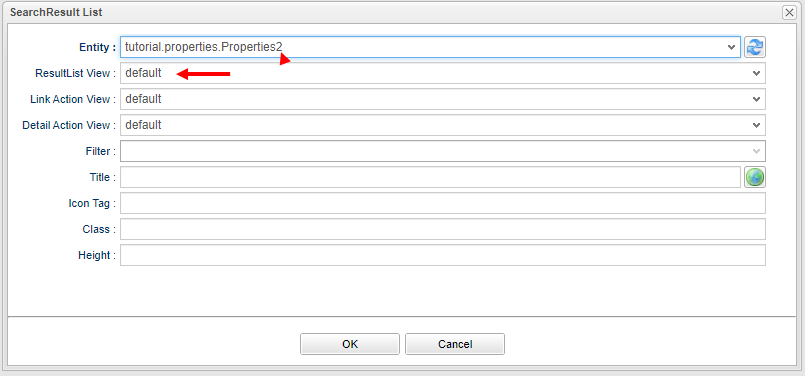 SearchResult List
Entity : tutorial.properties.Properties2
ResultList View : default
Link Action View : default
Detail Action View : default
Filter :
Title :
Icon Tag :
Class :
Height :
OK Cancel